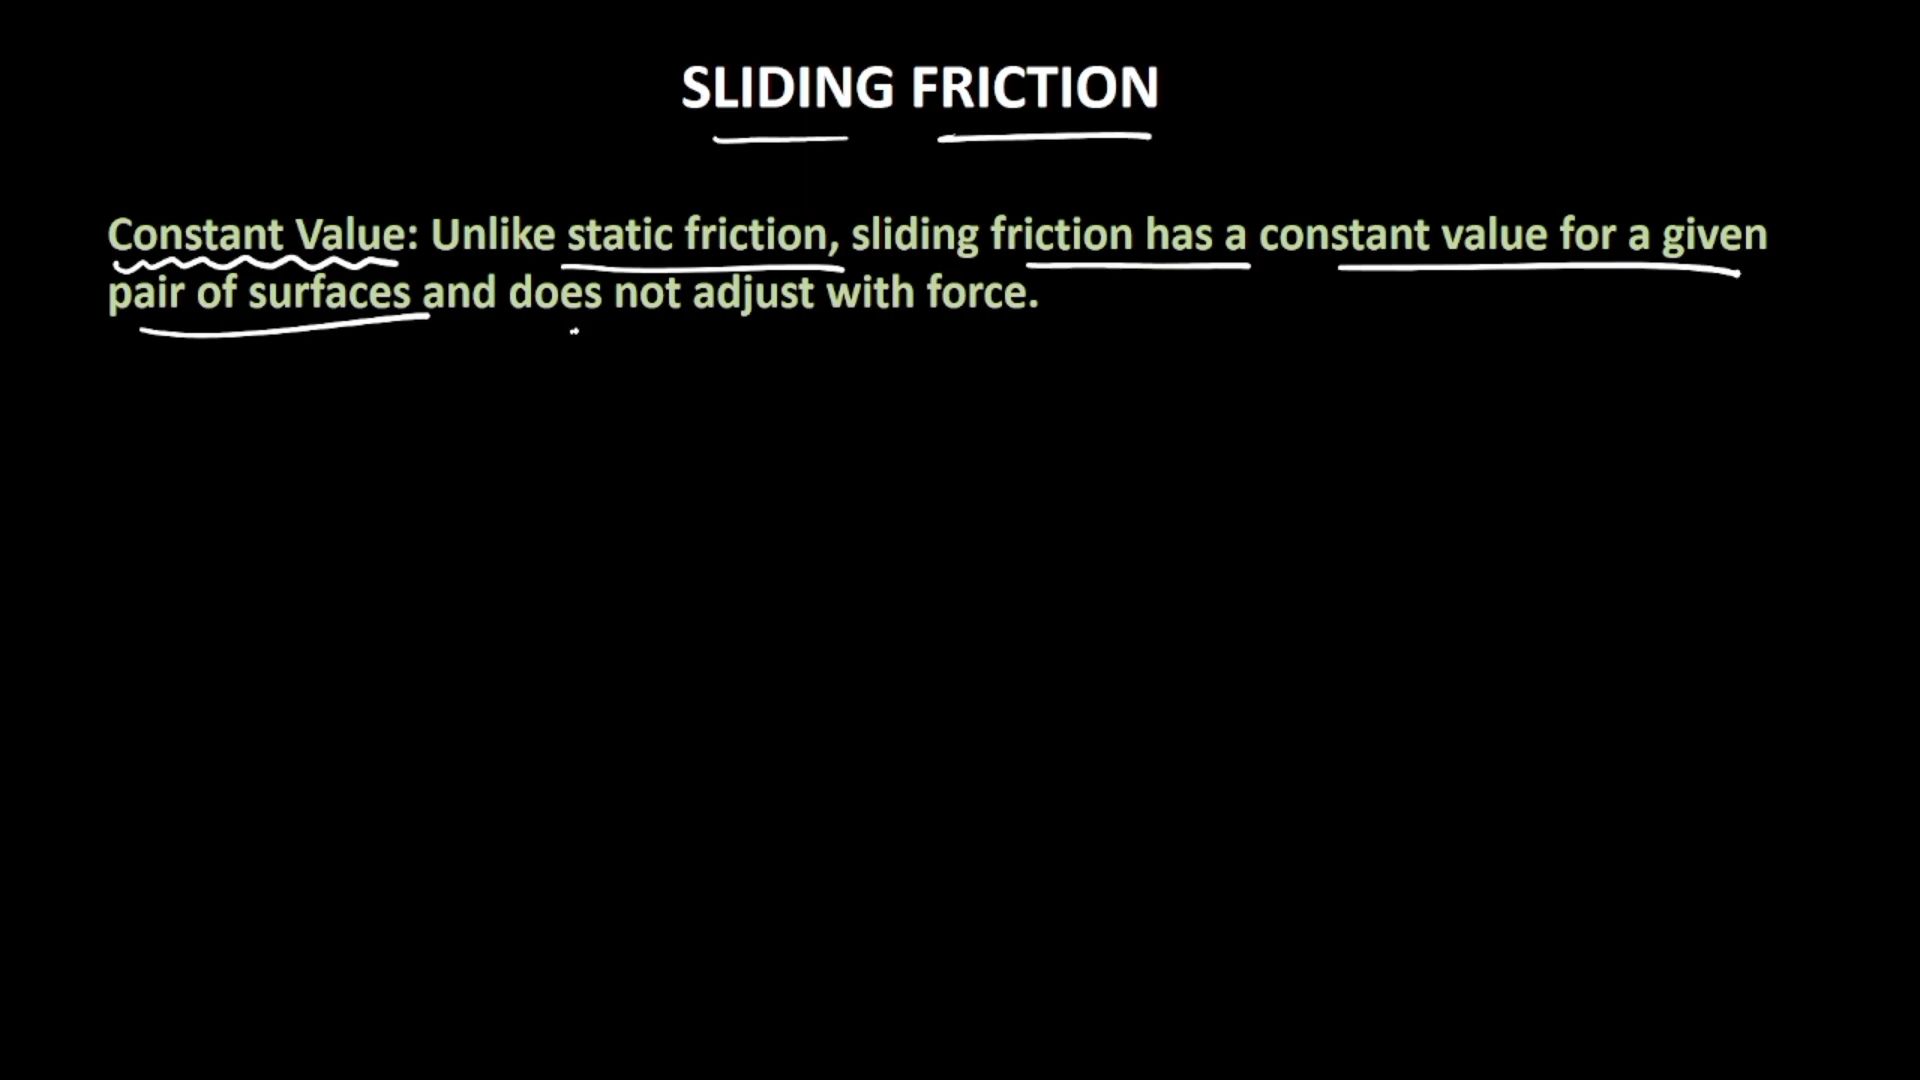 SLIDING FRICTION
Constant Value: Unlike static friction, sliding friction has a constant value for a given
pair of surfaces and does not adjust with force.